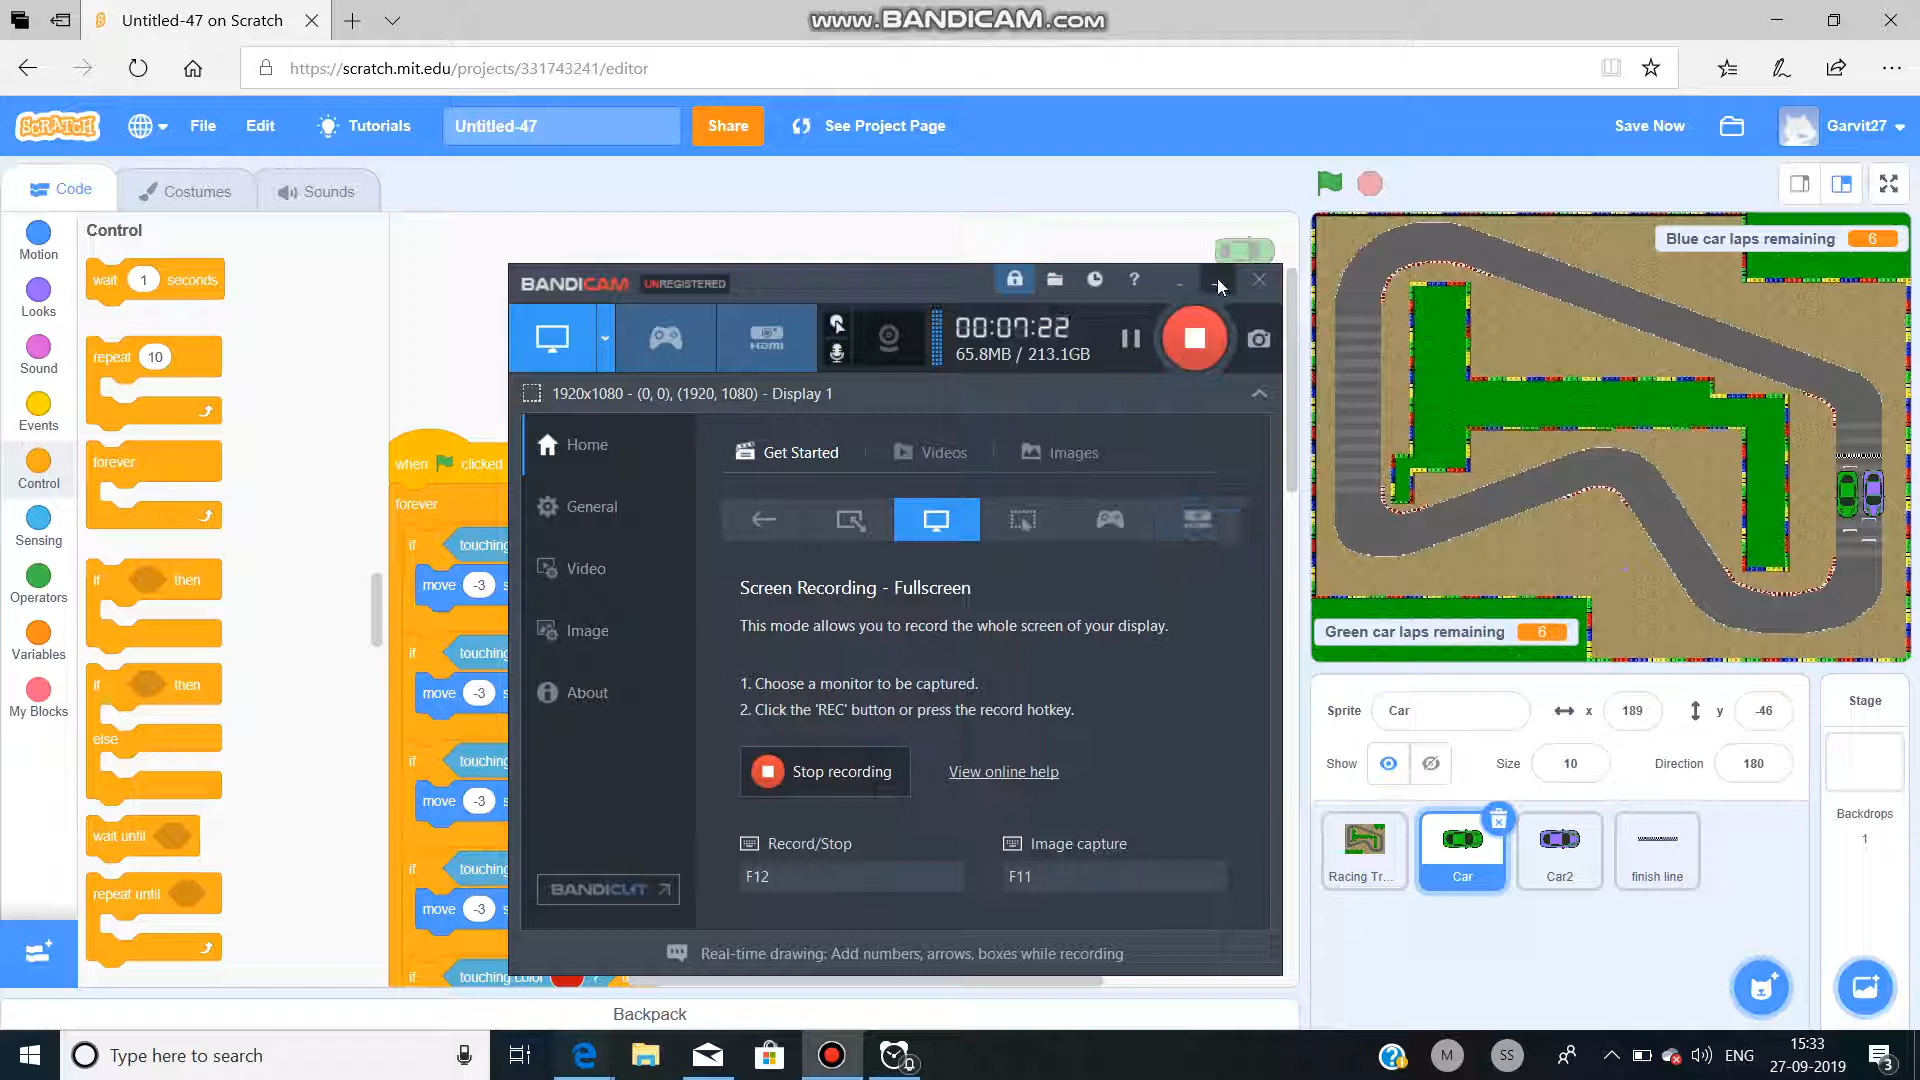 Untitled-47 on Scratch
www.BANDICAM.com
https://scratch.mit.edu/projects/331743241/editor
SCRATCH
File
Edit
Tutorials
Untitled-47
Share
See Project Page
Save Now
Garvit27
Code
Costumes
Sounds
Motion
Looks
Sound
Events
Control
Sensing
Operators
Variables
My Blocks
Control
wait 1 seconds
repeat 10
forever
if then
if then
else
wait until
repeat until
when clicked
forever
if touching
move -3 s
if touching
move -3 s
if touching
move -3 s
if touching
move -3 s
if touching color ?
BANDICAM UNREGISTERED
?
HDMI
00:07:22
65.8MB / 213.1GB
1920x1080 - (0, 0), (1920, 1080) - Display 1
Home
General
Video
Image
About
BANDICUT
Get Started
Videos
Images
HDMI
Screen Recording - Fullscreen
This mode allows you to record the whole screen of your display.
1. Choose a monitor to be captured.
2. Click the 'REC' button or press the record hotkey.
Stop recording
View online help
Record/Stop
F12
Image capture
F11
Real-time drawing: Add numbers, arrows, boxes while recording
Blue car laps remaining 6
Green car laps remaining 6
Sprite Car x 189 y -46
Show Size 10 Direction 180
Racing Tr...
Car
Car2
finish line
Stage
Backdrops
1
Backpack
Type here to search
M
SS
ENG
15:33
27-09-2019
3